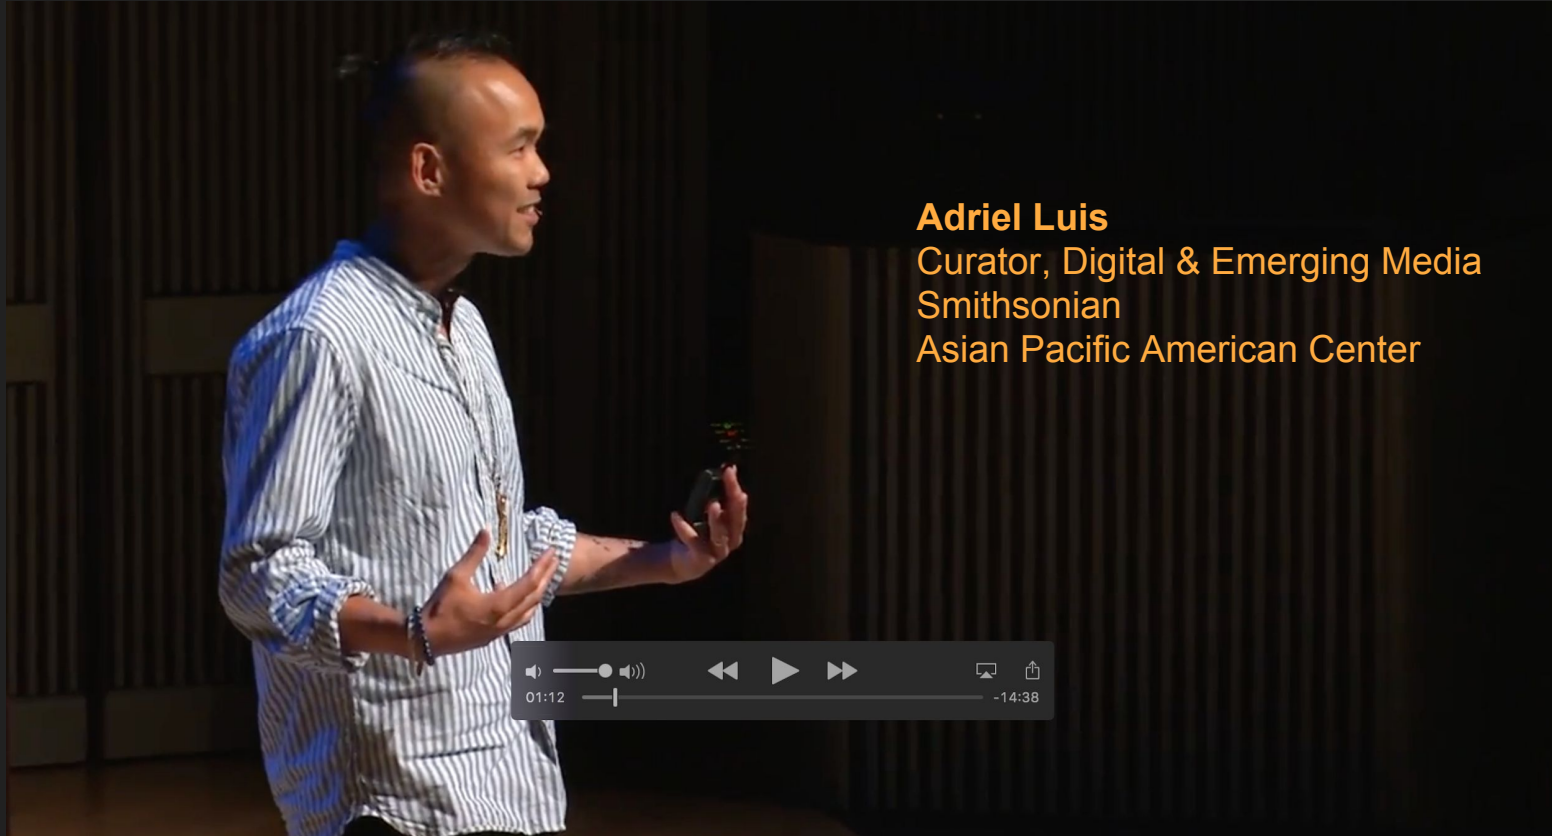 Adriel Luis
Curator, Digital & Emerging Media
Smithsonian
Asian Pacific American Center
01:12
-14:38